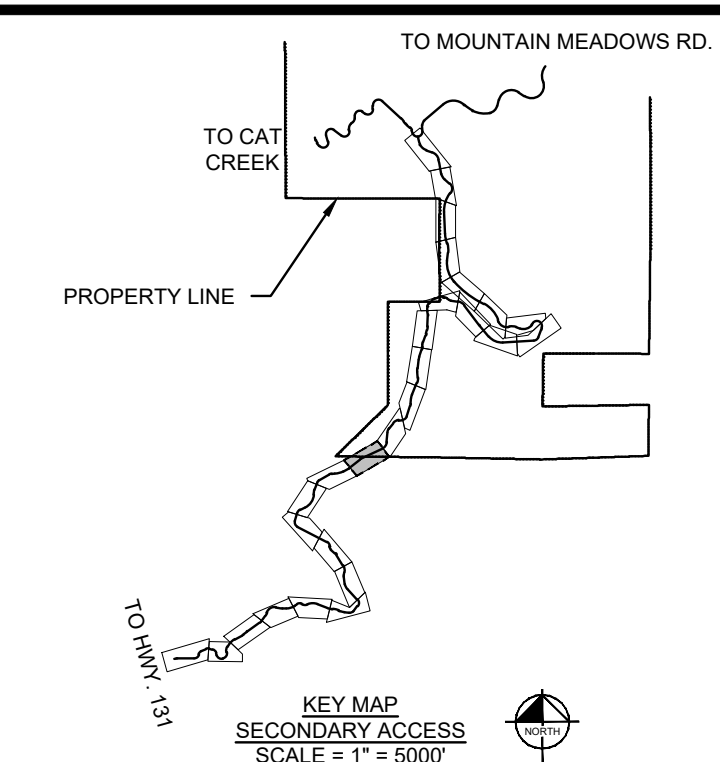 TO MOUNTAIN MEADOWS RD.
TO CAT
CREEK
PROPERTY LINE
TO HWY. 131
KEY MAP
SECONDARY ACCESS
SCALE = 1" = 5000'
NORTH